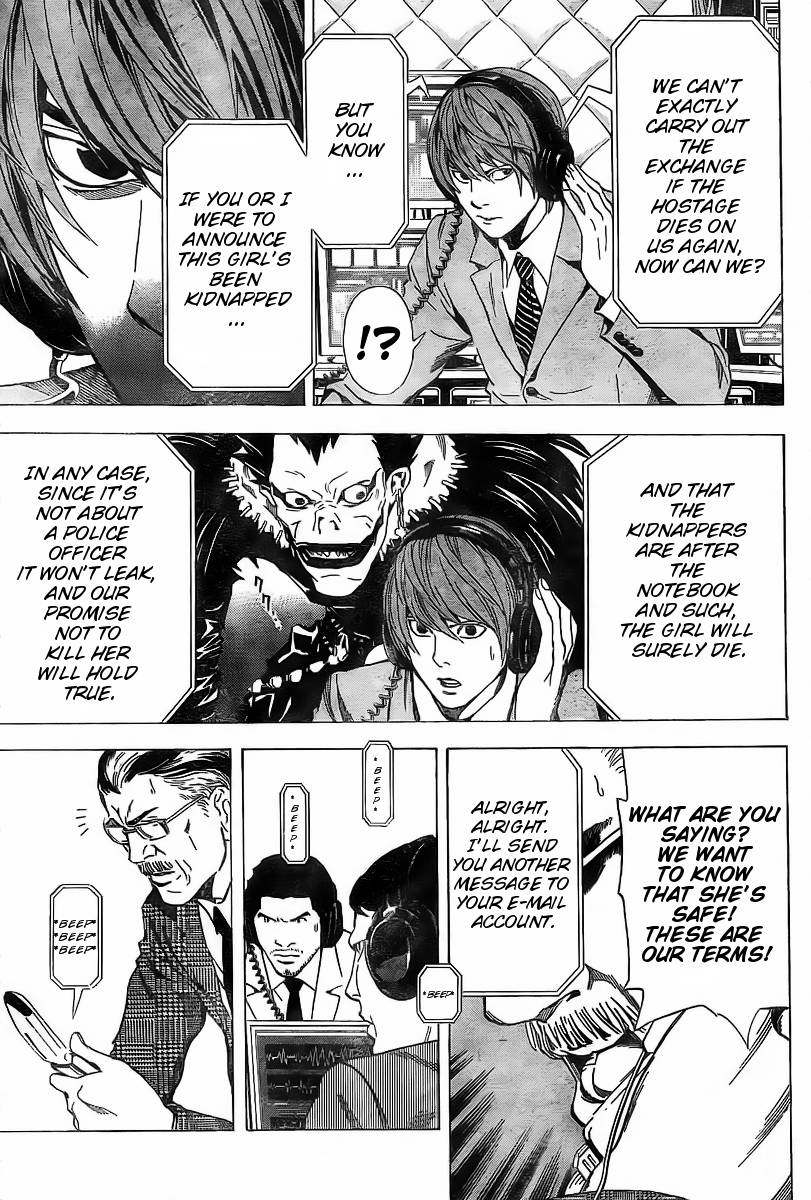 WE CAN'T
EXACTLY
CARRY OUT
THE
EXCHANGE
IF THE
HOSTAGE
DIES ON
US AGAIN,
NOW CAN WE?
!?
BUT
YOU
KNOW
...
IF YOU OR I
WERE TO
ANNOUNCE
THIS GIRL'S
BEEN
KIDNAPPED
...
AND THAT
THE
KIDNAPPERS
ARE AFTER
THE
NOTEBOOK
AND SUCH,
THE GIRL WILL
SURELY DIE.
ククク
IN ANY CASE,
SINCE IT'S
NOT ABOUT
A POLICE
OFFICER
IT WON'T LEAK,
AND OUR
PROMISE
NOT TO
KILL HER
WILL HOLD
TRUE.
WHAT ARE YOU
SAYING?
WE WANT
TO KNOW
THAT SHE'S
SAFE!
THESE ARE
OUR TERMS!
ALRIGHT,
ALRIGHT.
I'LL SEND
YOU ANOTHER
MESSAGE TO
YOUR E-MAIL
ACCOUNT.
*BEEP*
*BEEP*
*BEEP*
*BEEP*
*BEEP*
*BEEP*